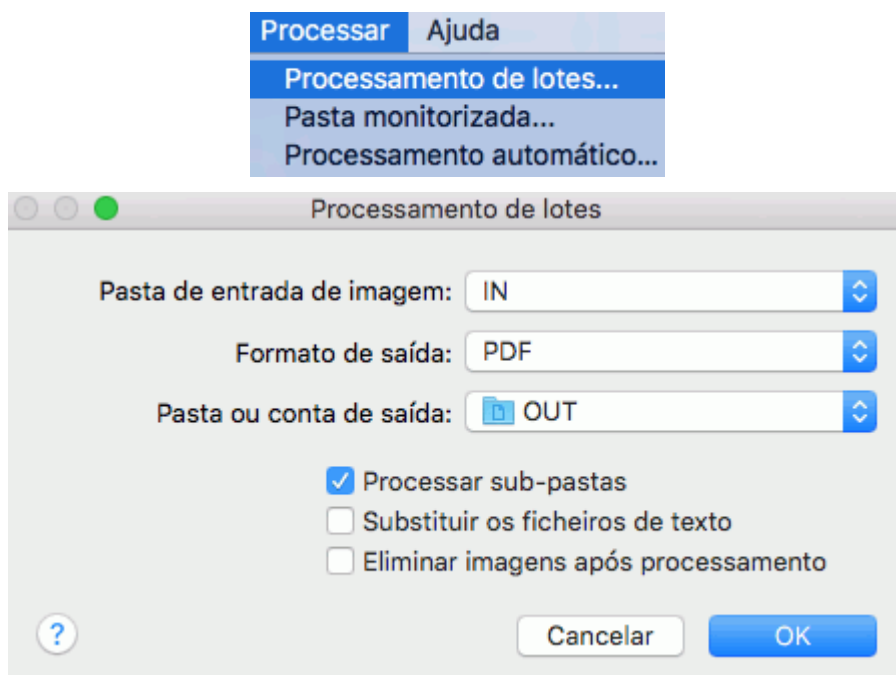 Processar Ajuda
Processamento de lotes...
Pasta monitorizada...
Processamento automático...
Processamento de lotes
Pasta de entrada de imagem: IN
Formato de saída: PDF
Pasta ou conta de saída: OUT
Processar sub-pastas
Substituir os ficheiros de texto
Eliminar imagens após processamento
? Cancelar OK